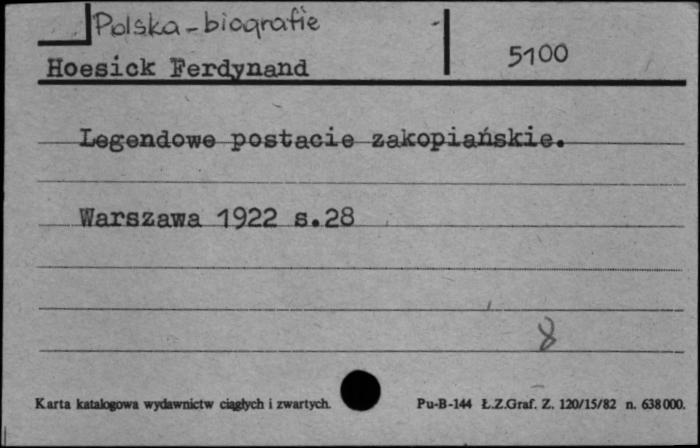 Polska - biografie
Hoesick Ferdynand 5100
Legendowe postacie zakopiańskie.
Warszawa 1922 s.28
8
Karta katalogowa wydawnictw ciągłych i zwartych. Pu-B-144 Ł.Z.Graf. Z. 120/15/82 n. 638000.